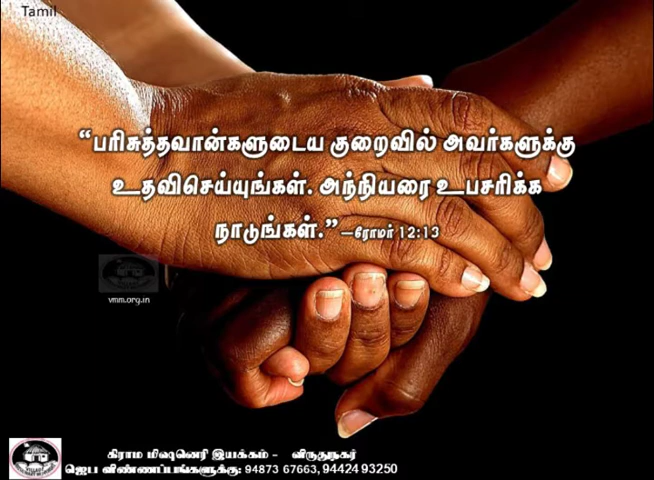 Tamil
“பரிசுத்தவான்களுடைய குறைவில் அவர்களுக்கு
உதவிசெய்யுங்கள். அந்நியரை உபசரிக்க
நாடுங்கள்.” –ரோமர் 12:13
vmm.org.in
கிராம மிஷனெரி இயக்கம் - விருதுநகர்
ஜெப விண்ணப்பங்களுக்கு: 94873 67663, 94424 93250